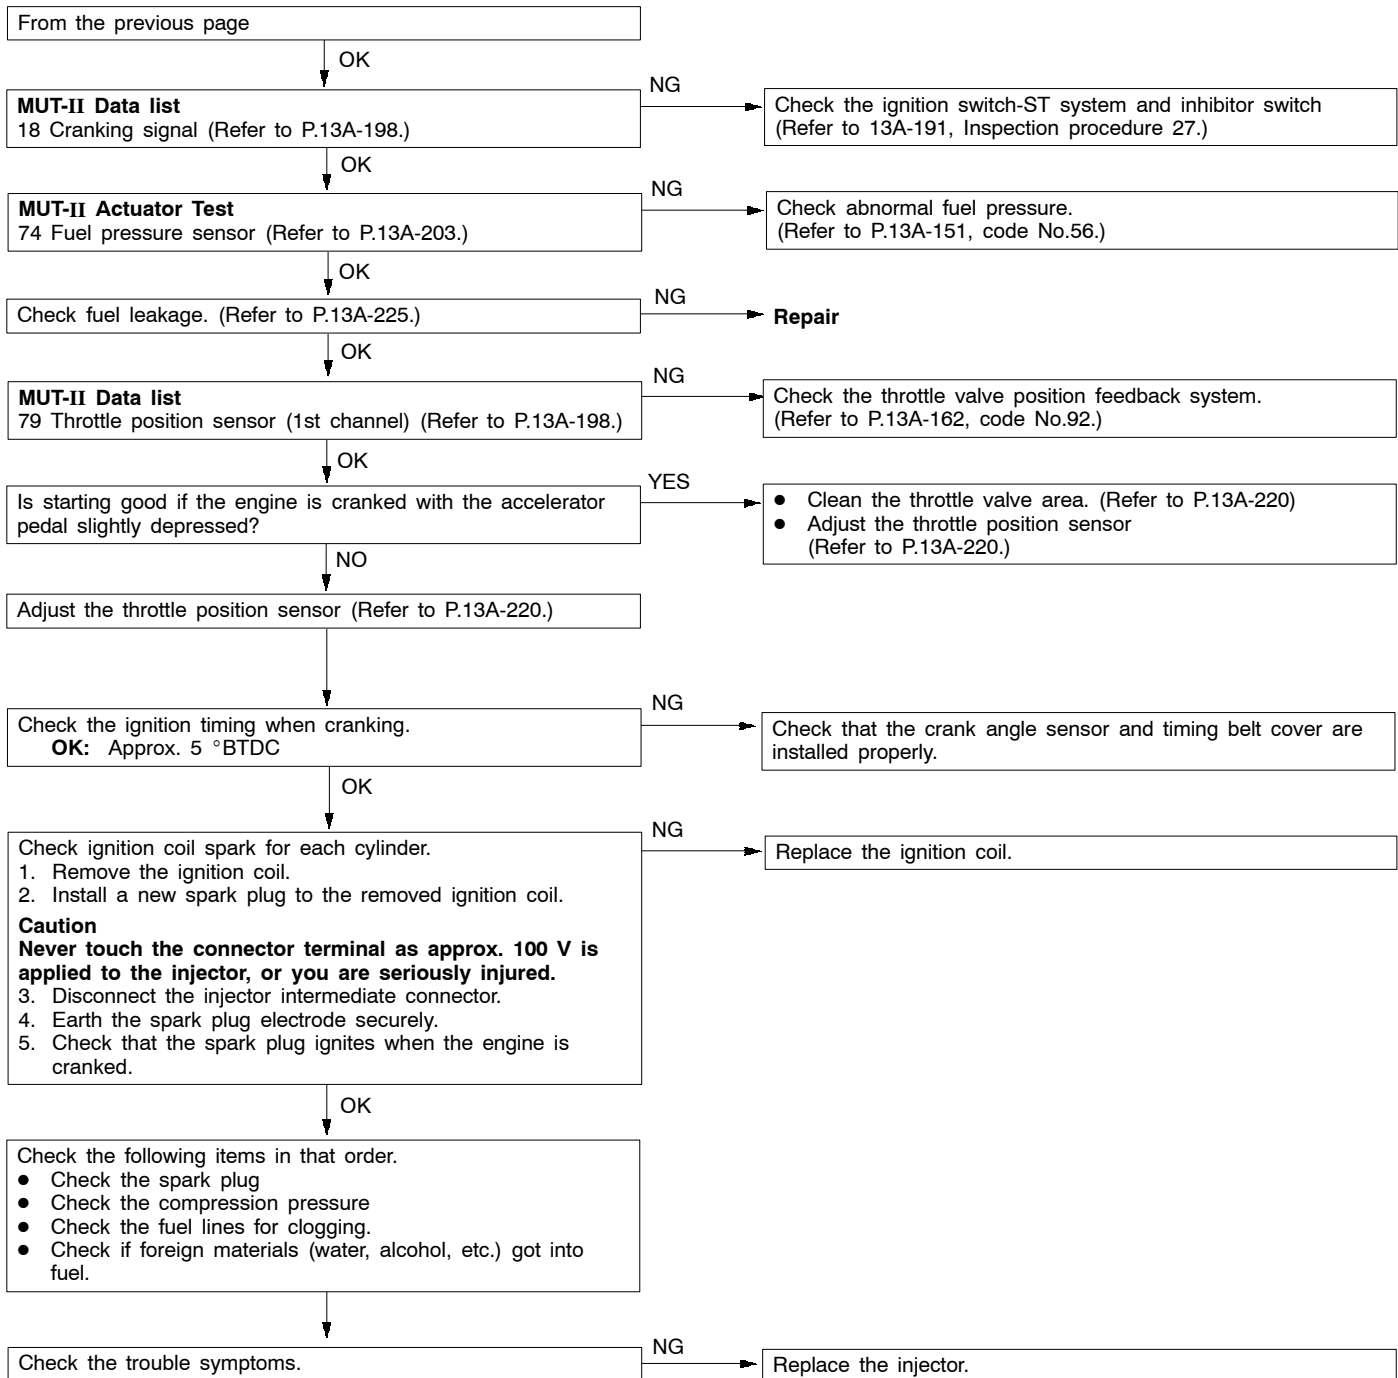 From the previous page
OK
MUT-II Data list
18 Cranking signal (Refer to P.13A-198.)
NG
Check the ignition switch-ST system and inhibitor switch
(Refer to 13A-191, Inspection procedure 27.)
OK
MUT-II Actuator Test
74 Fuel pressure sensor (Refer to P.13A-203.)
NG
Check abnormal fuel pressure.
(Refer to P.13A-151, code No.56.)
OK
Check fuel leakage. (Refer to P.13A-225.)
NG
Repair
OK
MUT-II Data list
79 Throttle position sensor (1st channel) (Refer to P.13A-198.)
NG
Check the throttle valve position feedback system.
(Refer to P.13A-162, code No.92.)
OK
Is starting good if the engine is cranked with the accelerator
pedal slightly depressed?
YES
● Clean the throttle valve area. (Refer to P.13A-220)
● Adjust the throttle position sensor
(Refer to P.13A-220.)
NO
Adjust the throttle position sensor (Refer to P.13A-220.)
Check the ignition timing when cranking.
OK: Approx. 5 °BTDC
NG
Check that the crank angle sensor and timing belt cover are
installed properly.
OK
Check ignition coil spark for each cylinder.
1. Remove the ignition coil.
2. Install a new spark plug to the removed ignition coil.
Caution
Never touch the connector terminal as approx. 100 V is
applied to the injector, or you are seriously injured.
3. Disconnect the injector intermediate connector.
4. Earth the spark plug electrode securely.
5. Check that the spark plug ignites when the engine is
cranked.
NG
Replace the ignition coil.
OK
Check the following items in that order.
● Check the spark plug
● Check the compression pressure
● Check the fuel lines for clogging.
● Check if foreign materials (water, alcohol, etc.) got into
fuel.
Check the trouble symptoms.
NG
Replace the injector.